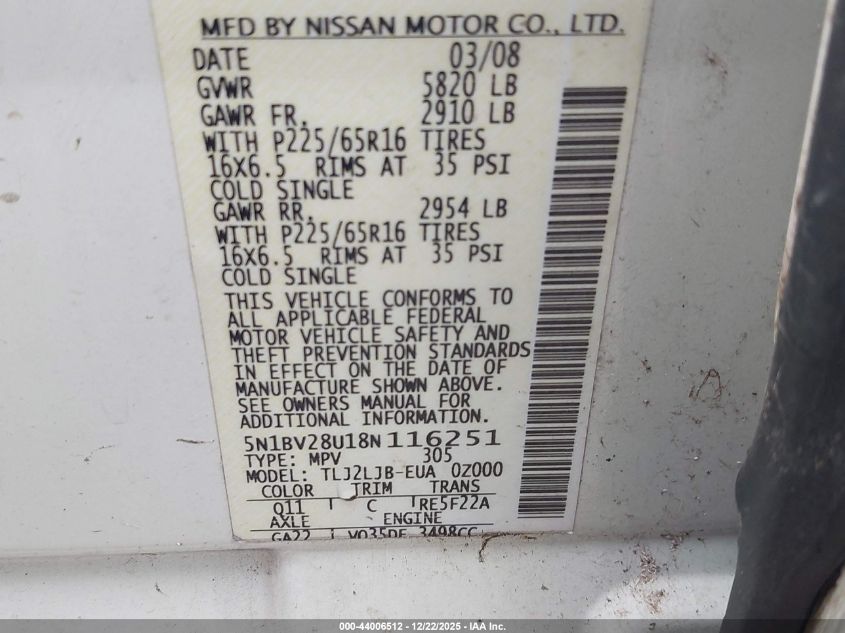 MFD BY NISSAN MOTOR CO., LTD.
DATE 03/08
GVWR 5820 LB
GAWR FR. 2910 LB
WITH P225/65R16 TIRES
16X6.5 RIMS AT 35 PSI
COLD SINGLE
GAWR RR. 2954 LB
WITH P225/65R16 TIRES
16X6.5 RIMS AT 35 PSI
COLD SINGLE
THIS VEHICLE CONFORMS TO
ALL APPLICABLE FEDERAL
MOTOR VEHICLE SAFETY AND
THEFT PREVENTION STANDARDS
IN EFFECT ON THE DATE OF
MANUFACTURE SHOWN ABOVE.
SEE OWNERS MANUAL FOR
ADDITIONAL INFORMATION.
5N1BV28U18N116251
TYPE: MPV 305
MODEL: TLJ2LJB-EUA 0Z000
COLOR TRIM TRANS
Q11 C RE5F22A
AXLE ENGINE
GA22 VQ35DE 3498CC
000-44006512 - 12/22/2025 - IAA Inc.